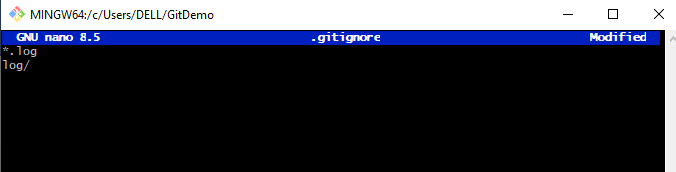 MINGW64:/c/Users/DELL/GitDemo
GNU nano 8.5 .gitignore Modified
*.log
log/